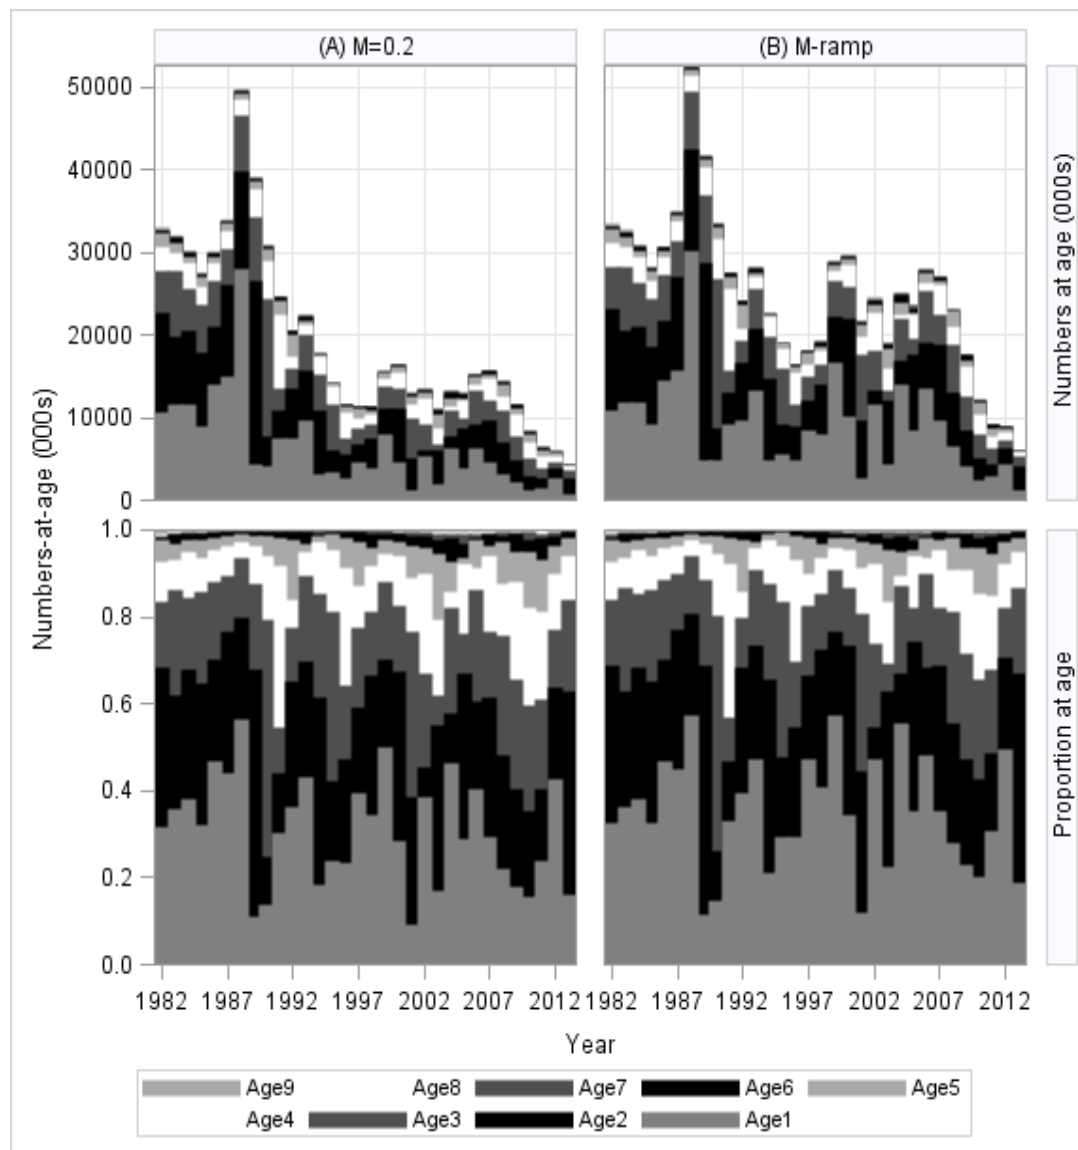 (A) M=0.2 (B) M-ramp
50000
40000
30000
20000
10000
0
Numbers at age (000s)
Numbers-at-age (000s)
1.0
0.8
0.6
0.4
0.2
0.0
Proportion at age
1982 1987 1992 1997 2002 2007 2012 1982 1987 1992 1997 2002 2007 2012
Year
Age9 Age8 Age7 Age6 Age5
Age4 Age3 Age2 Age1